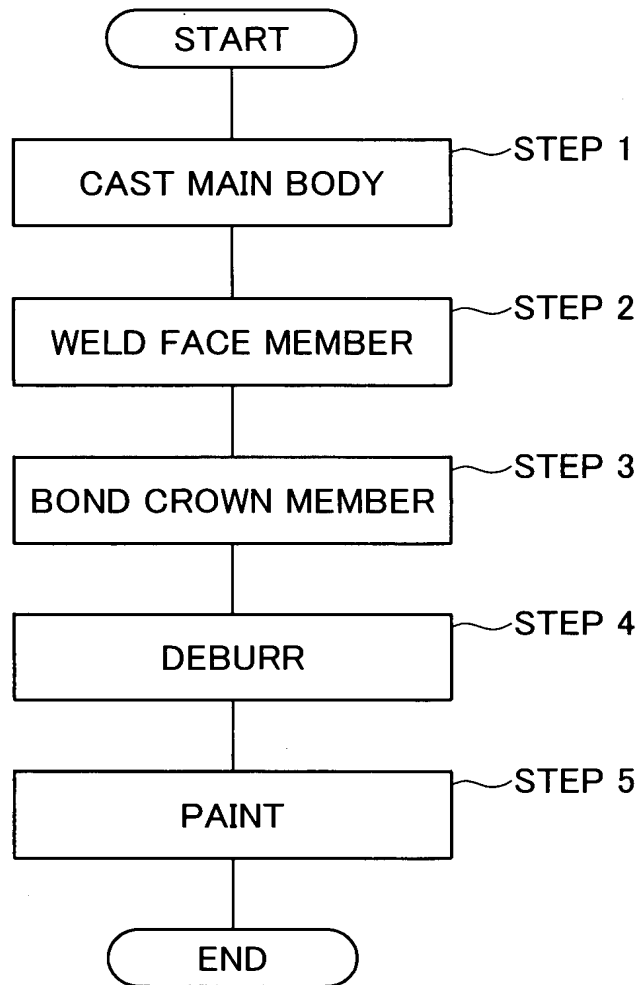 START
CAST MAIN BODY
STEP 1
WELD FACE MEMBER
STEP 2
BOND CROWN MEMBER
STEP 3
DEBURR
STEP 4
PAINT
STEP 5
END